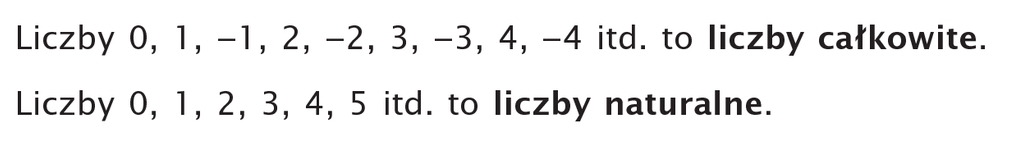 Liczby 0, 1, −1, 2, −2, 3, −3, 4, −4 itd. to liczby całkowite.
Liczby 0, 1, 2, 3, 4, 5 itd. to liczby naturalne.